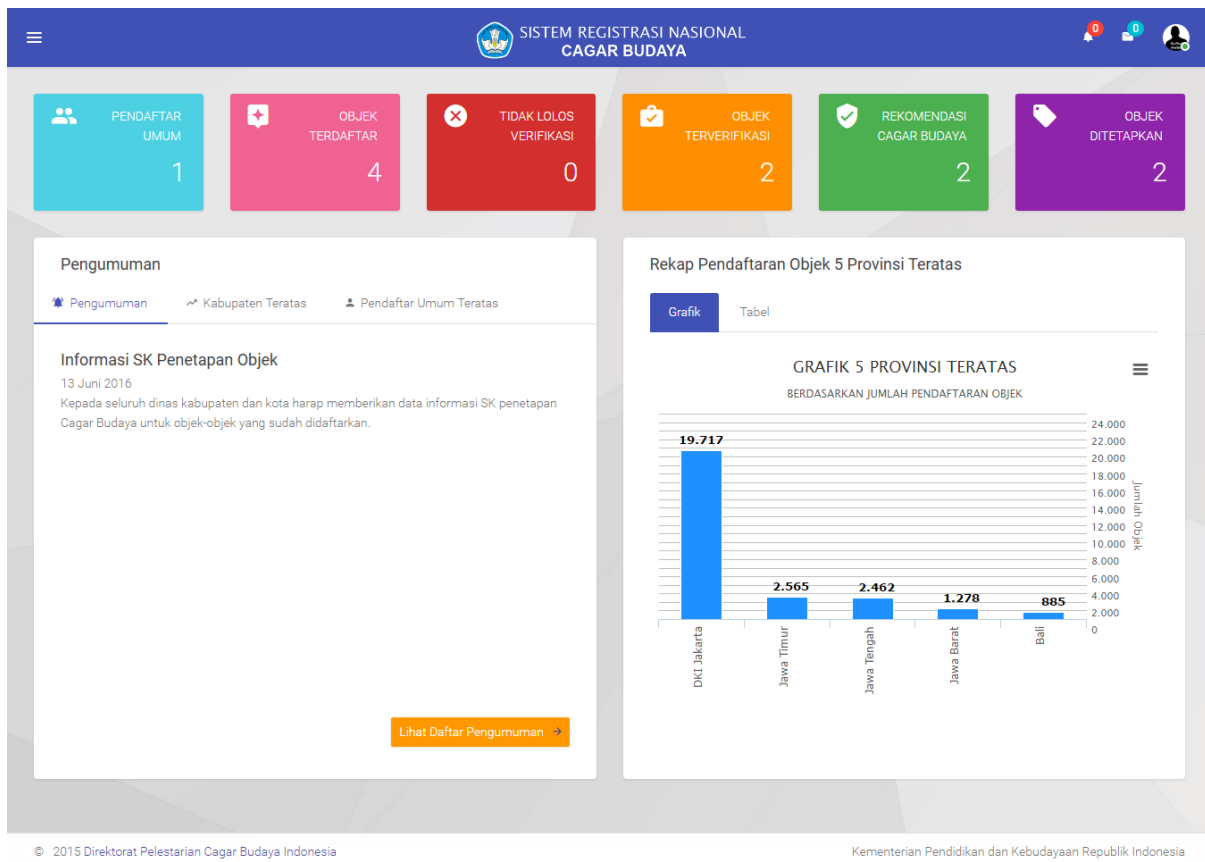 SISTEM REGISTRASI NASIONAL
CAGAR BUDAYA
0
0
PENDAFTAR
UMUM
1
OBJEK
TERDAFTAR
4
TIDAK LOLOS
VERIFIKASI
0
OBJEK
TERVERIFIKASI
2
REKOMENDASI
CAGAR BUDAYA
2
OBJEK
DITETAPKAN
2
Pengumuman
Pengumuman
Kabupaten Teratas
Pendaftar Umum Teratas
Informasi SK Penetapan Objek
13 Juni 2016
Kepada seluruh dinas kabupaten dan kota harap memberikan data informasi SK penetapan
Cagar Budaya untuk objek-objek yang sudah didaftarkan.
Lihat Daftar Pengumuman
Rekap Pendaftaran Objek 5 Provinsi Teratas
Grafik
Tabel
GRAFIK 5 PROVINSI TERATAS
BERDASARKAN JUMLAH PENDAFTARAN OBJEK
24.000
22.000
20.000
18.000
16.000
14.000
12.000
10.000
8.000
6.000
4.000
2.000
0
Jumlah Objek
19.717
2.565
2.462
1.278
885
DKI Jakarta
Jawa Timur
Jawa Tengah
Jawa Barat
Bali
© 2015 Direktorat Pelestarian Cagar Budaya Indonesia
Kementerian Pendidikan dan Kebudayaan Republik Indonesia